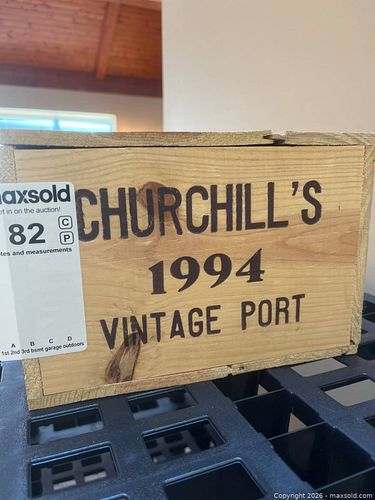 maxsold
et in on the auction!
82
C
P
tes and measurements
A B C D
1st 2nd 3rd bsmt garage outdoors
CHURCHILL'S
1994
VINTAGE PORT
Copyright 2026 - maxsold.com